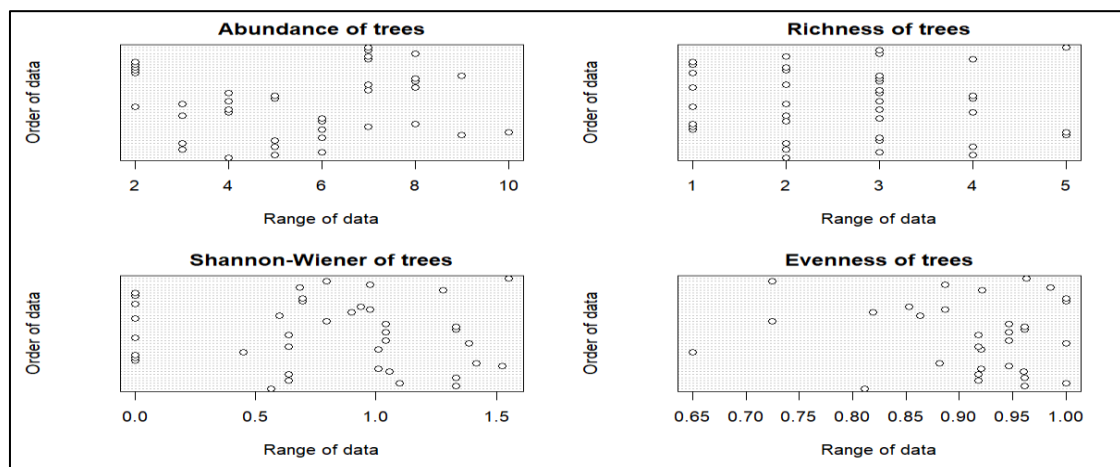 Abundance of trees
Order of data
2 4 6 8 10
Range of data
Richness of trees
Order of data
1 2 3 4 5
Range of data
Shannon-Wiener of trees
Order of data
0.0 0.5 1.0 1.5
Range of data
Evenness of trees
Order of data
0.65 0.70 0.75 0.80 0.85 0.90 0.95 1.00
Range of data